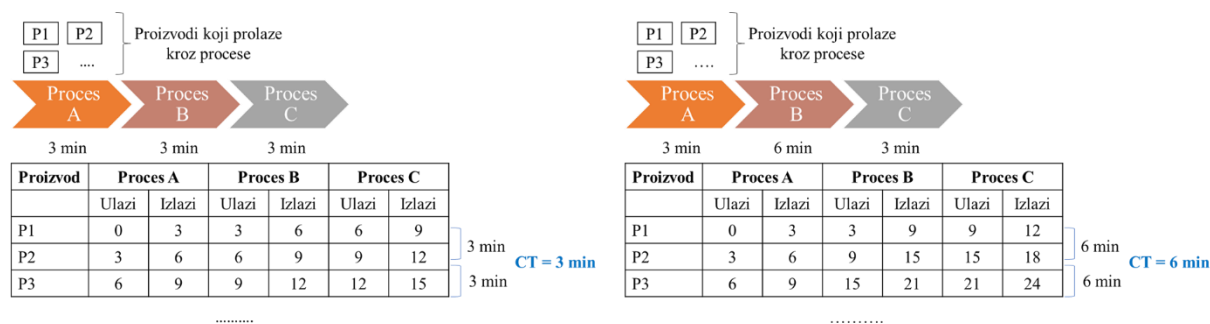 P1 P2
P3 ....
Proizvodi koji prolaze
kroz procese
Proces
A
Proces
B
Proces
C
3 min 3 min 3 min
Proizvod Proces A Proces B Proces C
Ulazi Izlazi Ulazi Izlazi Ulazi Izlazi
P1 0 3 3 6 6 9
P2 3 6 6 9 9 12
P3 6 9 9 12 12 15
3 min
3 min
CT = 3 min
..........
P1 P2
P3 ....
Proizvodi koji prolaze
kroz procese
Proces
A
Proces
B
Proces
C
3 min 6 min 3 min
Proizvod Proces A Proces B Proces C
Ulazi Izlazi Ulazi Izlazi Ulazi Izlazi
P1 0 3 3 9 9 12
P2 3 6 9 15 15 18
P3 6 9 15 21 21 24
6 min
6 min
CT = 6 min
..........